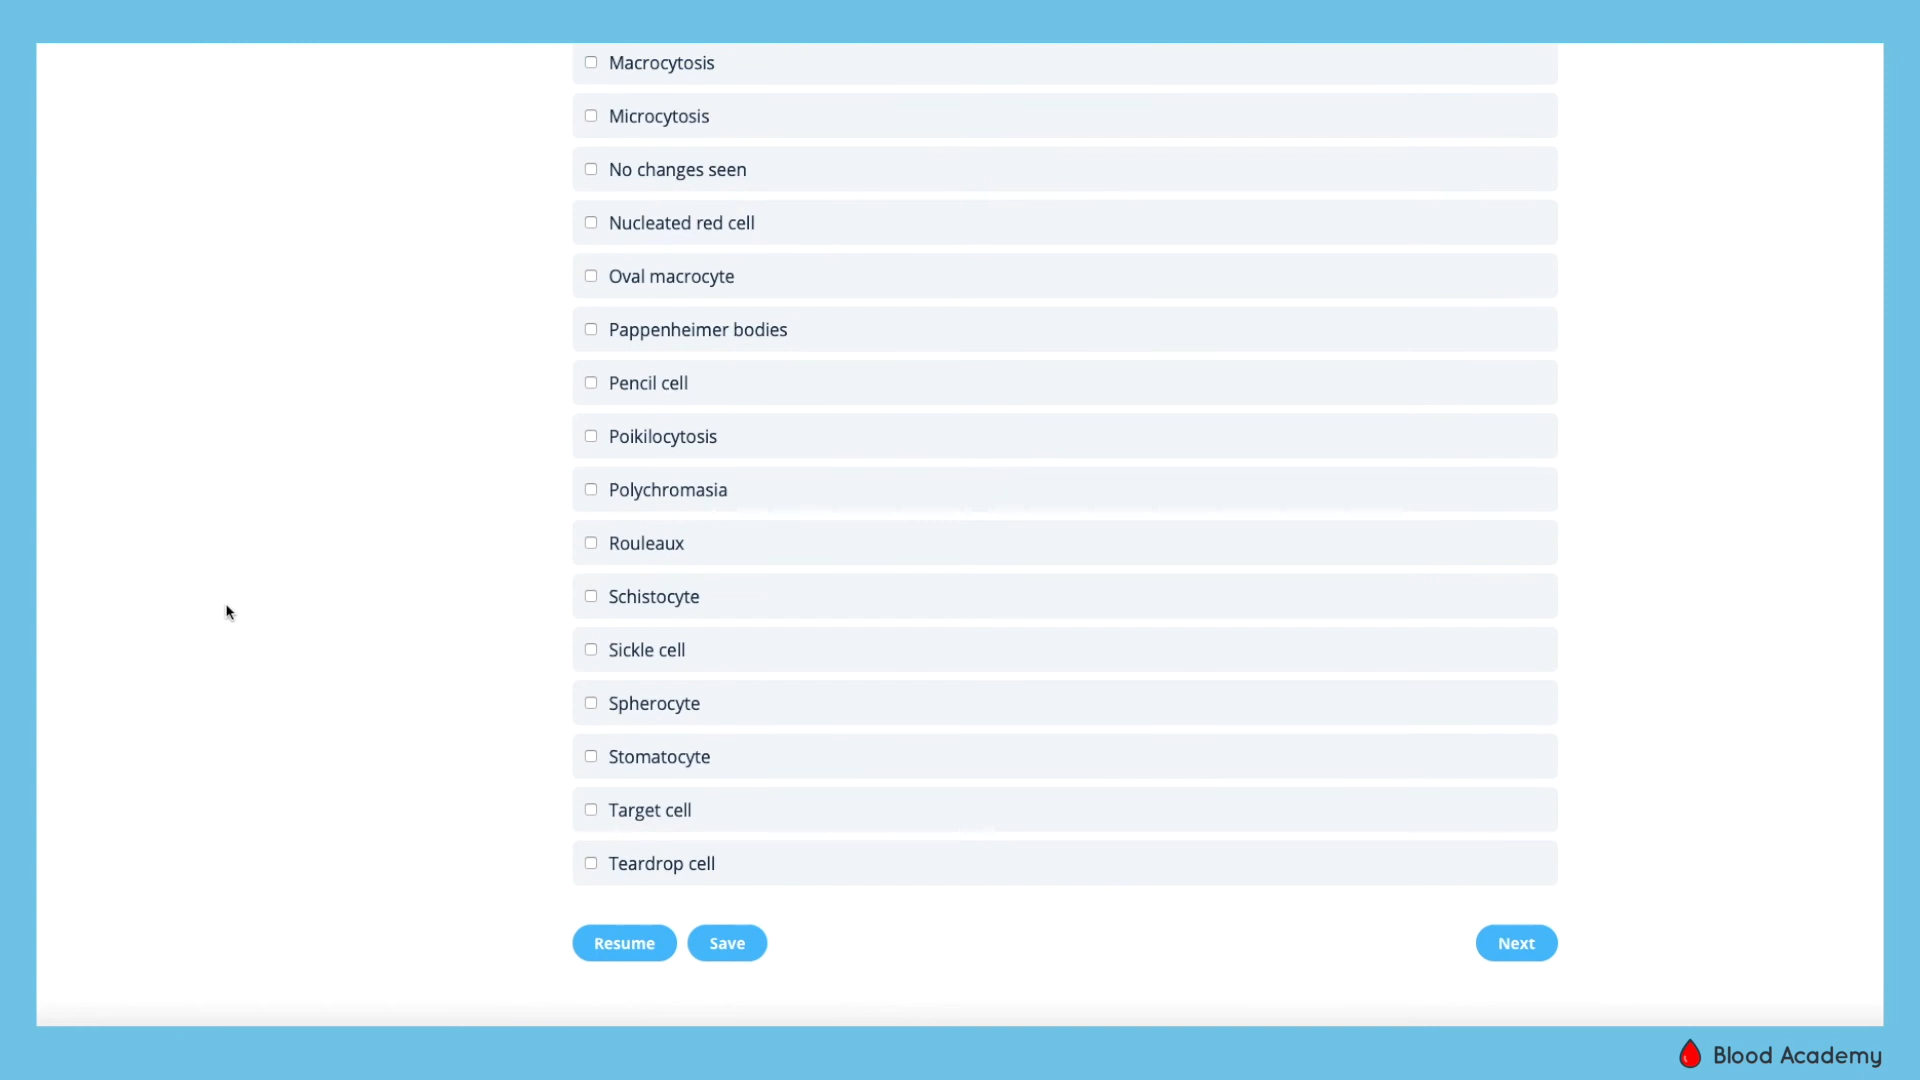 Macrocytosis
Microcytosis
No changes seen
Nucleated red cell
Oval macrocyte
Pappenheimer bodies
Pencil cell
Poikilocytosis
Polychromasia
Rouleaux
Schistocyte
Sickle cell
Spherocyte
Stomatocyte
Target cell
Teardrop cell
Resume Save Next
Blood Academy